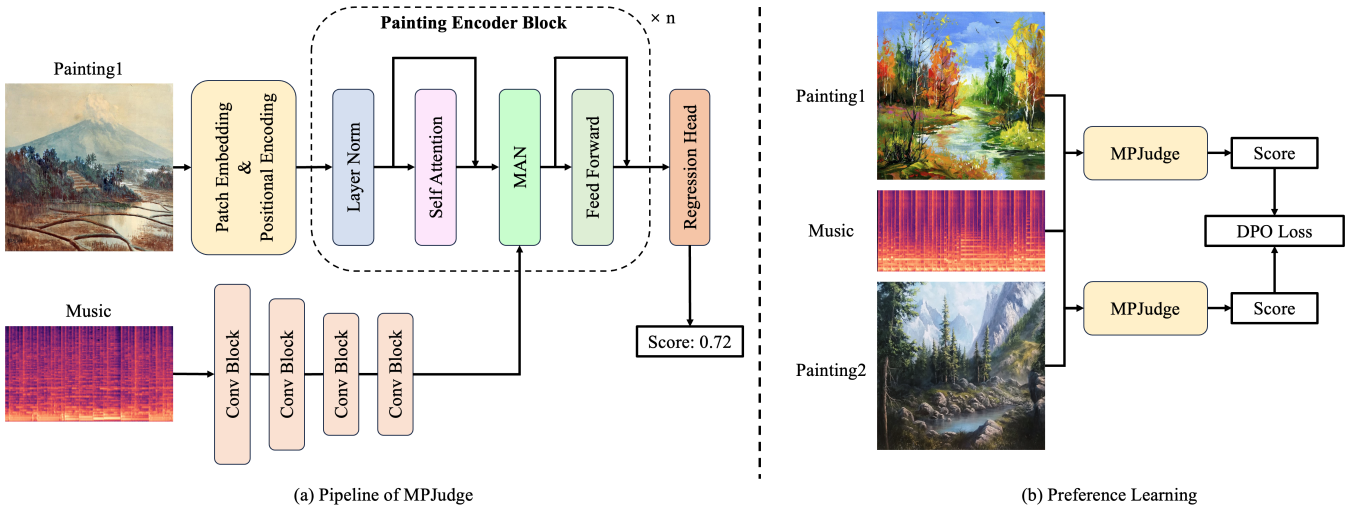 Painting Encoder Block
× n
Painting1
Patch Embedding
&
Positional Encoding
Layer Norm
Self Attention
MAN
Feed Forward
Regression Head
Score: 0.72
Music
Conv Block
Conv Block
Conv Block
Conv Block
(a) Pipeline of MPJudge
Painting1
Music
Painting2
MPJudge
Score
DPO Loss
MPJudge
Score
(b) Preference Learning